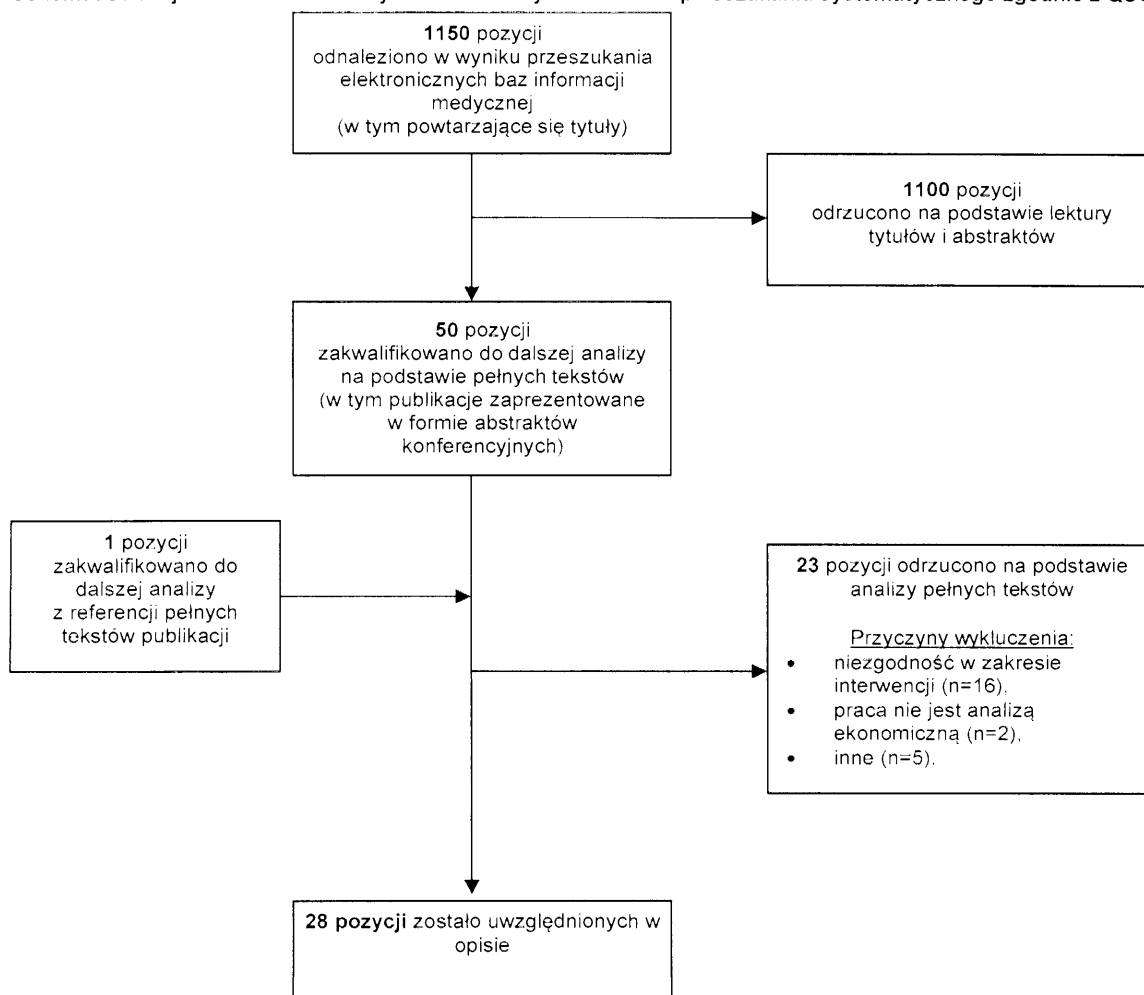 przeszukania systematycznego zgodnie z
1150 pozycji
odnaleziono w wyniku przeszukania
elektronicznych baz informacji
medycznej
(w tym powtarzające się tytuły)
1100 pozycji
odrzucono na podstawie lektury
tytułów i abstraktów
50 pozycji
zakwalifikowano do dalszej analizy
na podstawie pełnych tekstów
(w tym publikacje zaprezentowane
w formie abstraktów
konferencyjnych)
1 pozycji
zakwalifikowano do
dalszej analizy
z referencji pełnych
tekstów publikacji
23 pozycji odrzucono na podstawie
analizy pełnych tekstów
Przyczyny wykluczenia:
• niezgodność w zakresie
interwencji (n=16),
• praca nie jest analizą
ekonomiczną (n=2),
• inne (n=5).
28 pozycji zostało uwzględnionych w
opisie